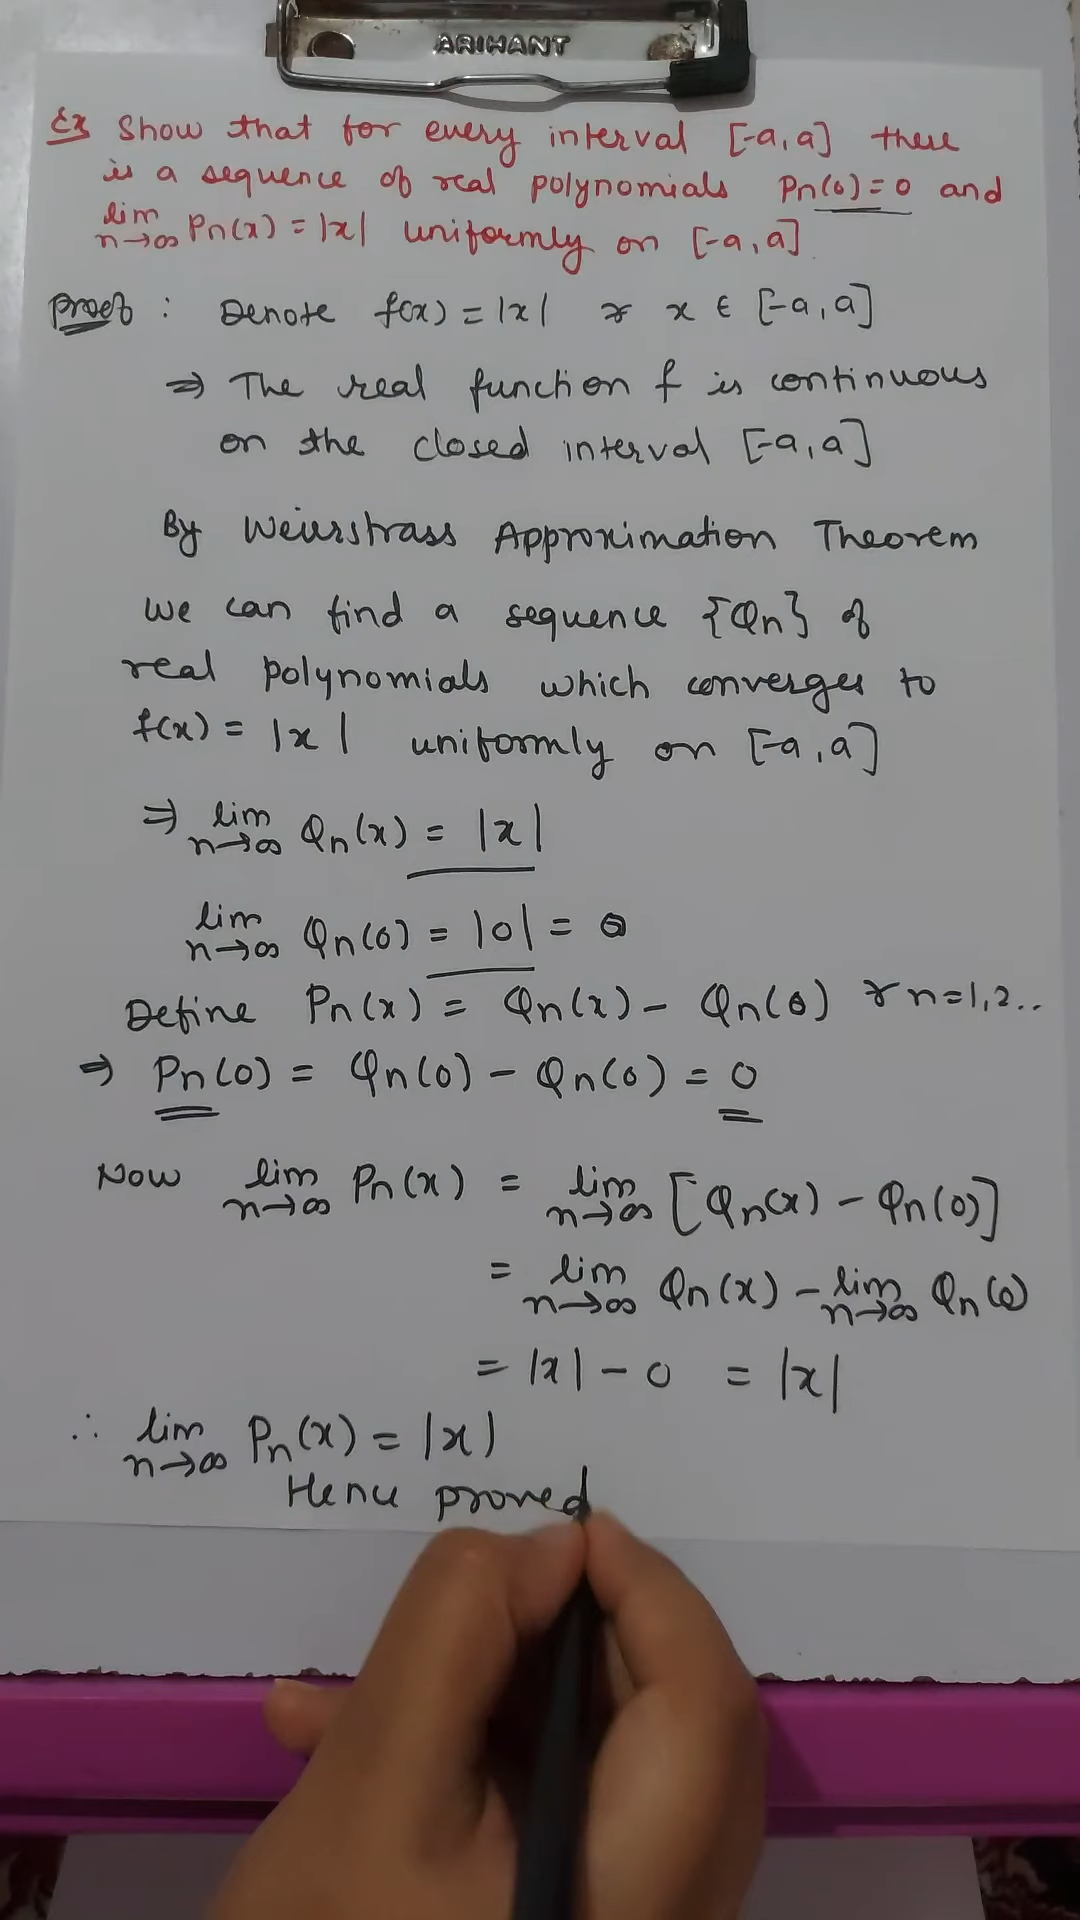 ARIHANT
Ex Show that for every interval [-a, a] there
is a sequence of real polynomials Pn(0) = 0 and
lim n→∞ Pn(x) = |x| uniformly on [-a, a].
Proof : Denote f(x) = |x| ∀ x ∈ [-a, a]
⇒ The real function f is continuous
on the closed interval [-a, a]
By Weierstrass Approximation Theorem
we can find a sequence {Qn} of
real polynomials which converges to
f(x) = |x| uniformly on [-a, a]
⇒ lim n→∞ Qn(x) = |x|
lim n→∞ Qn(0) = |0| = 0
Define Pn(x) = Qn(x) - Qn(0) ∀ n=1,2..
⇒ Pn(0) = Qn(0) - Qn(0) = 0
Now lim n→∞ Pn(x) = lim n→∞ [Qn(x) - Qn(0)]
= lim n→∞ Qn(x) - lim n→∞ Qn(0)
= |x| - 0 = |x|
∴ lim n→∞ Pn(x) = |x|
Hence proved